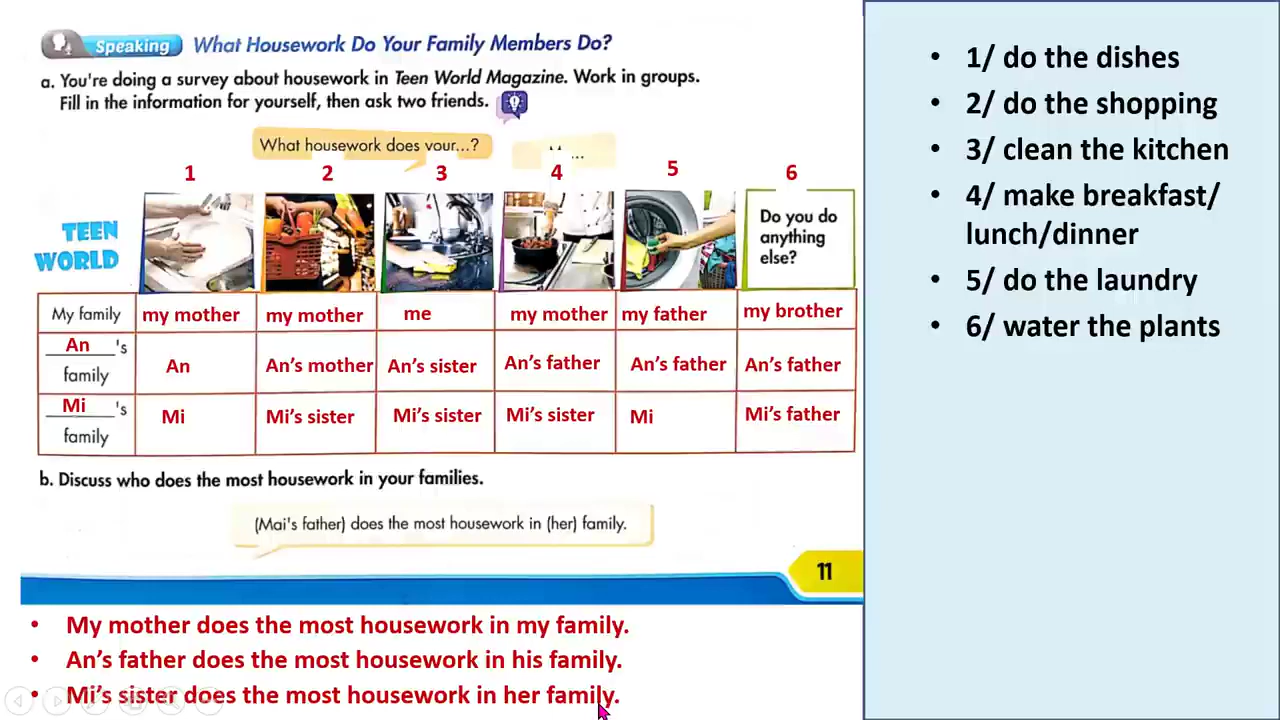 Speaking What Housework Do Your Family Members Do?
a. You're doing a survey about housework in Teen World Magazine. Work in groups.
Fill in the information for yourself, then ask two friends.
What housework does your...?
...
1 2 3 4 5 6
TEEN
WORLD
Do you do
anything
else?
My family my mother my mother me my mother my father my brother
An 's
family An An's mother An's sister An's father An's father An's father
Mi 's
family Mi Mi's sister Mi's sister Mi's sister Mi Mi's father
b. Discuss who does the most housework in your families.
(Mai's father) does the most housework in (her) family.
11
• My mother does the most housework in my family.
• An's father does the most housework in his family.
• Mi's sister does the most housework in her family.
• 1/ do the dishes
• 2/ do the shopping
• 3/ clean the kitchen
• 4/ make breakfast/
lunch/dinner
• 5/ do the laundry
• 6/ water the plants